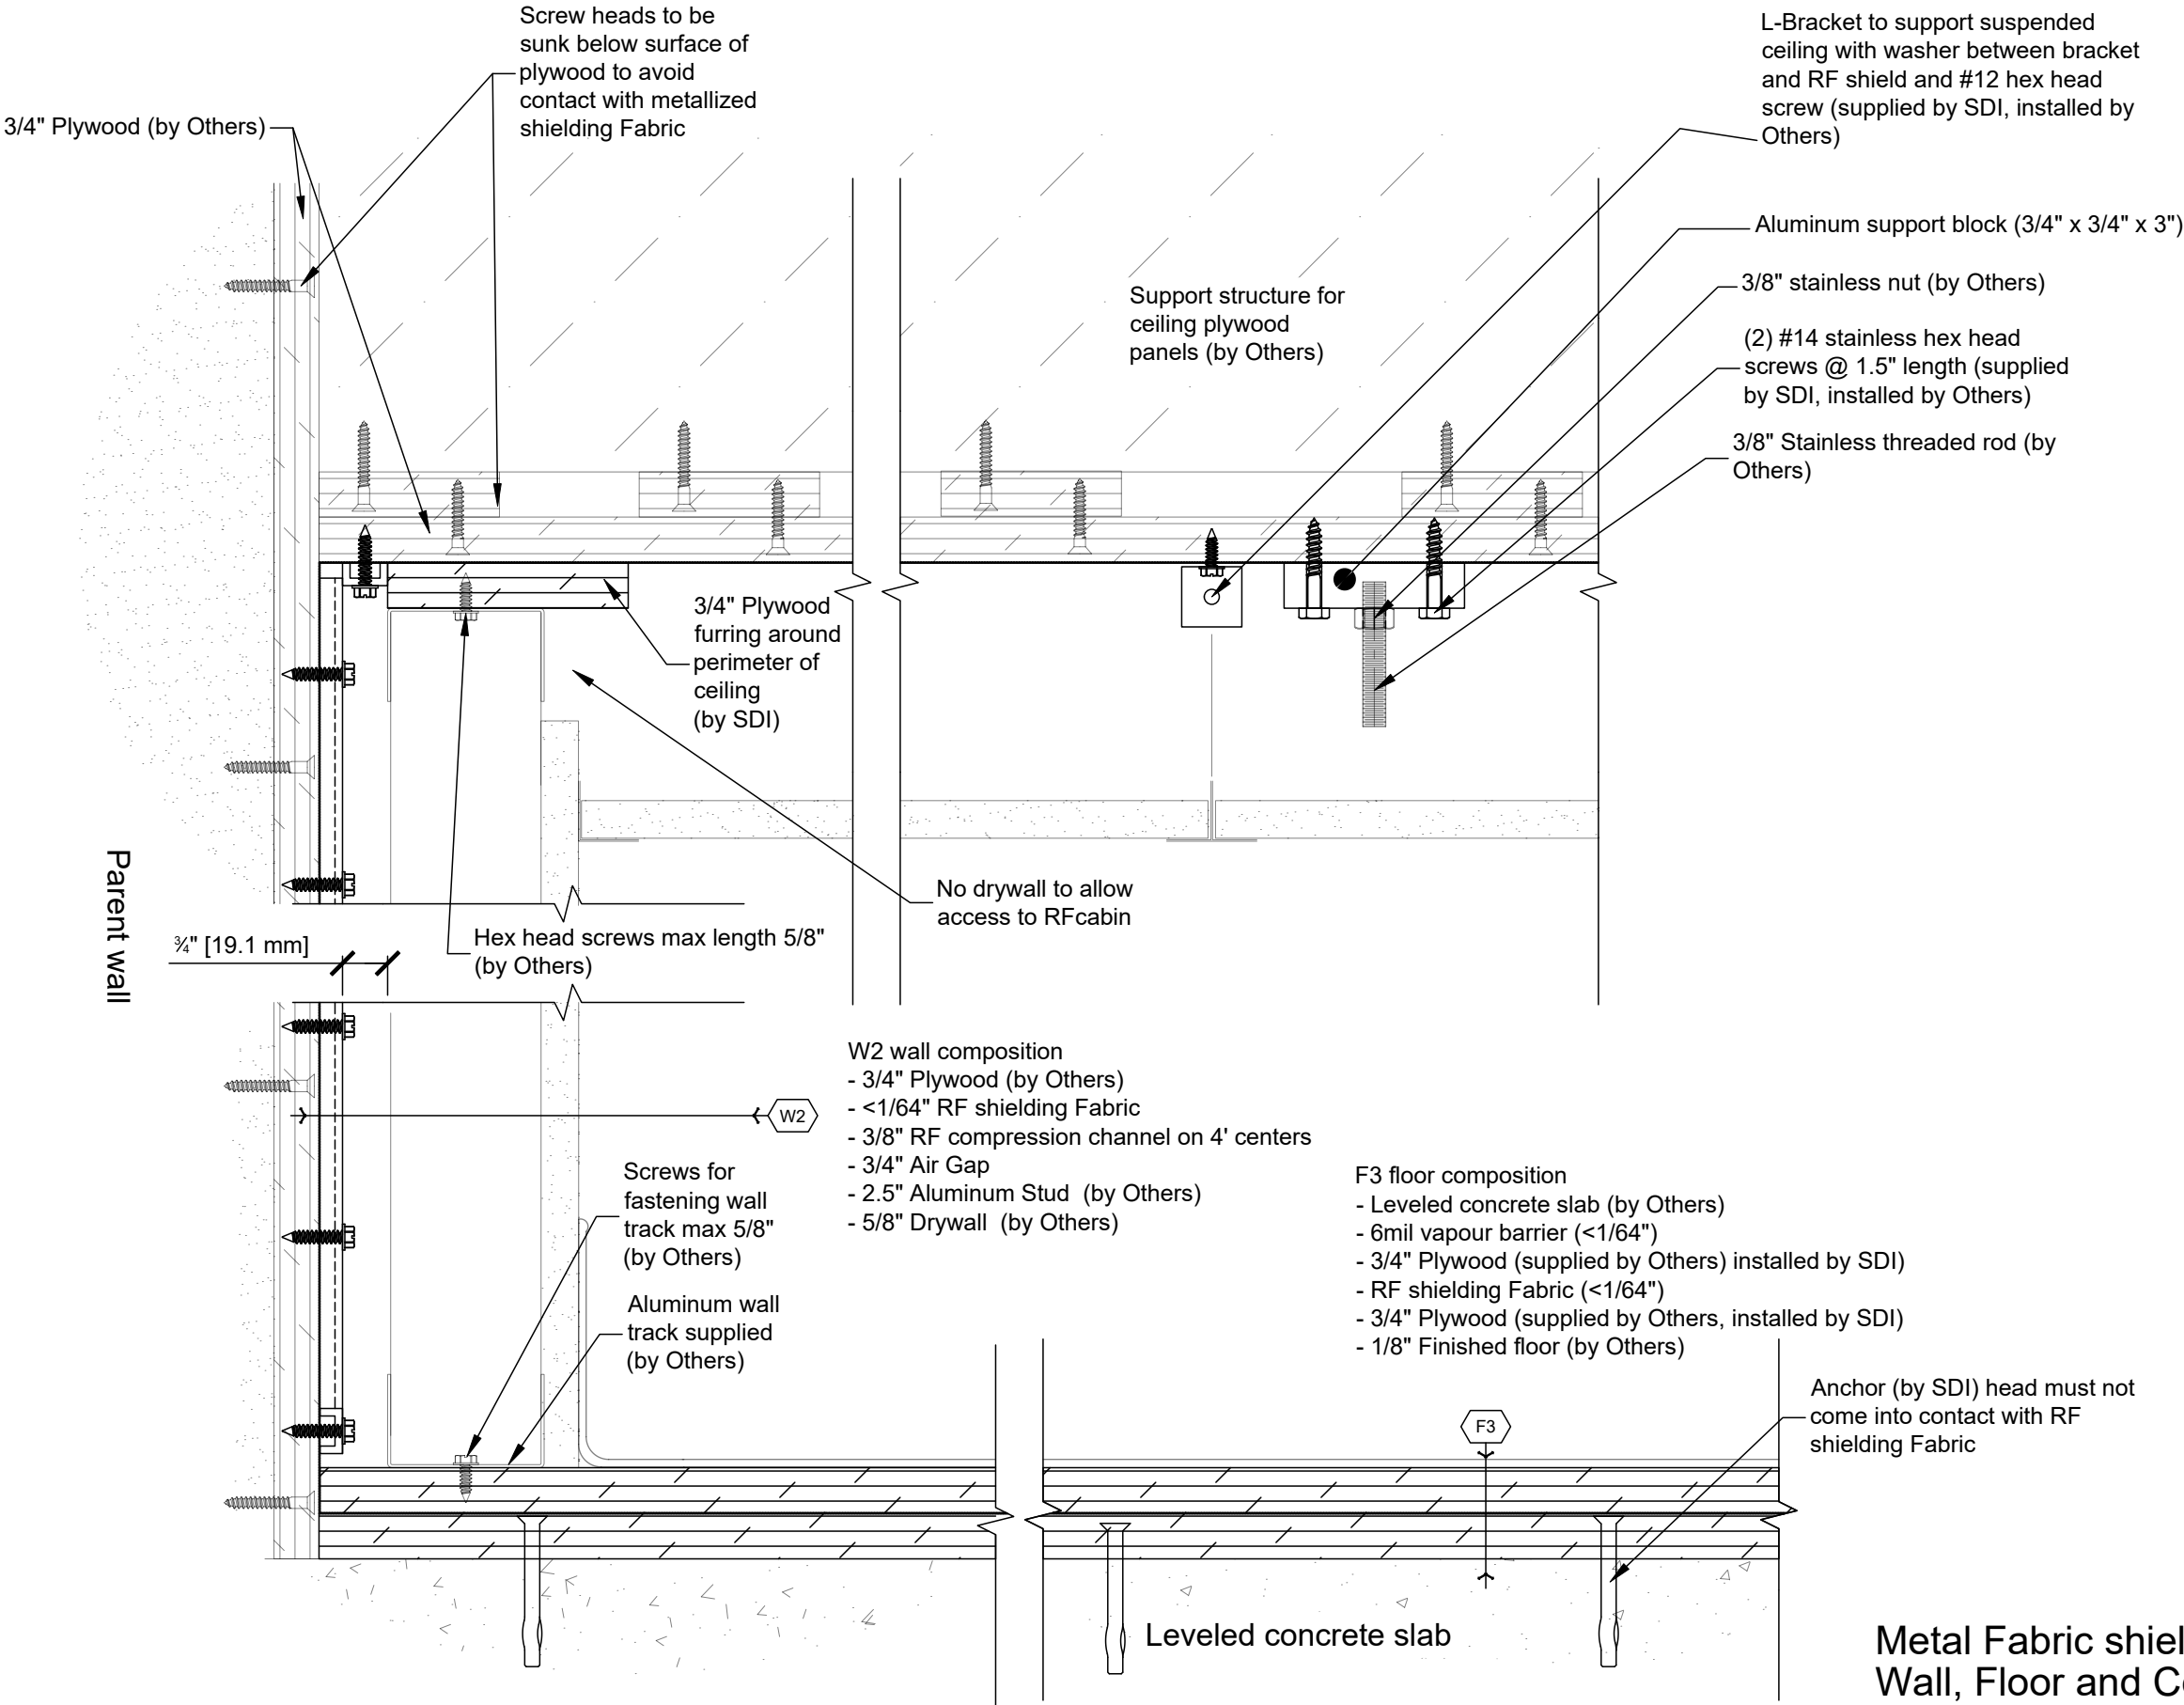 Screw heads to be
sunk below surface of
plywood to avoid
contact with metallized
shielding Fabric
3/4" Plywood (by Others)
L-Bracket to support suspended
ceiling with washer between bracket
and RF shield and #12 hex head
screw (supplied by SDI, installed by
Others)
Aluminum support block (3/4" x 3/4" x 3")
3/8" stainless nut (by Others)
(2) #14 stainless hex head
screws @ 1.5" length (supplied
by SDI, installed by Others)
3/8" Stainless threaded rod (by
Others)
Support structure for
ceiling plywood
panels (by Others)
3/4" Plywood
furring around
perimeter of
ceiling
(by SDI)
No drywall to allow
access to RFcabin
Hex head screws max length 5/8"
(by Others)
Parent wall
¾" [19.1 mm]
W2 wall composition
- 3/4" Plywood (by Others)
- <1/64" RF shielding Fabric
- 3/8" RF compression channel on 4' centers
- 3/4" Air Gap
- 2.5" Aluminum Stud (by Others)
- 5/8" Drywall (by Others)
W2
Screws for
fastening wall
track max 5/8"
(by Others)
Aluminum wall
track supplied
(by Others)
F3 floor composition
- Leveled concrete slab (by Others)
- 6mil vapour barrier (<1/64")
- 3/4" Plywood (supplied by Others) installed by SDI)
- RF shielding Fabric (<1/64")
- 3/4" Plywood (supplied by Others, installed by SDI)
- 1/8" Finished floor (by Others)
F3
Anchor (by SDI) head must not
come into contact with RF
shielding Fabric
Leveled concrete slab
Metal Fabric shiel
Wall, Floor and C